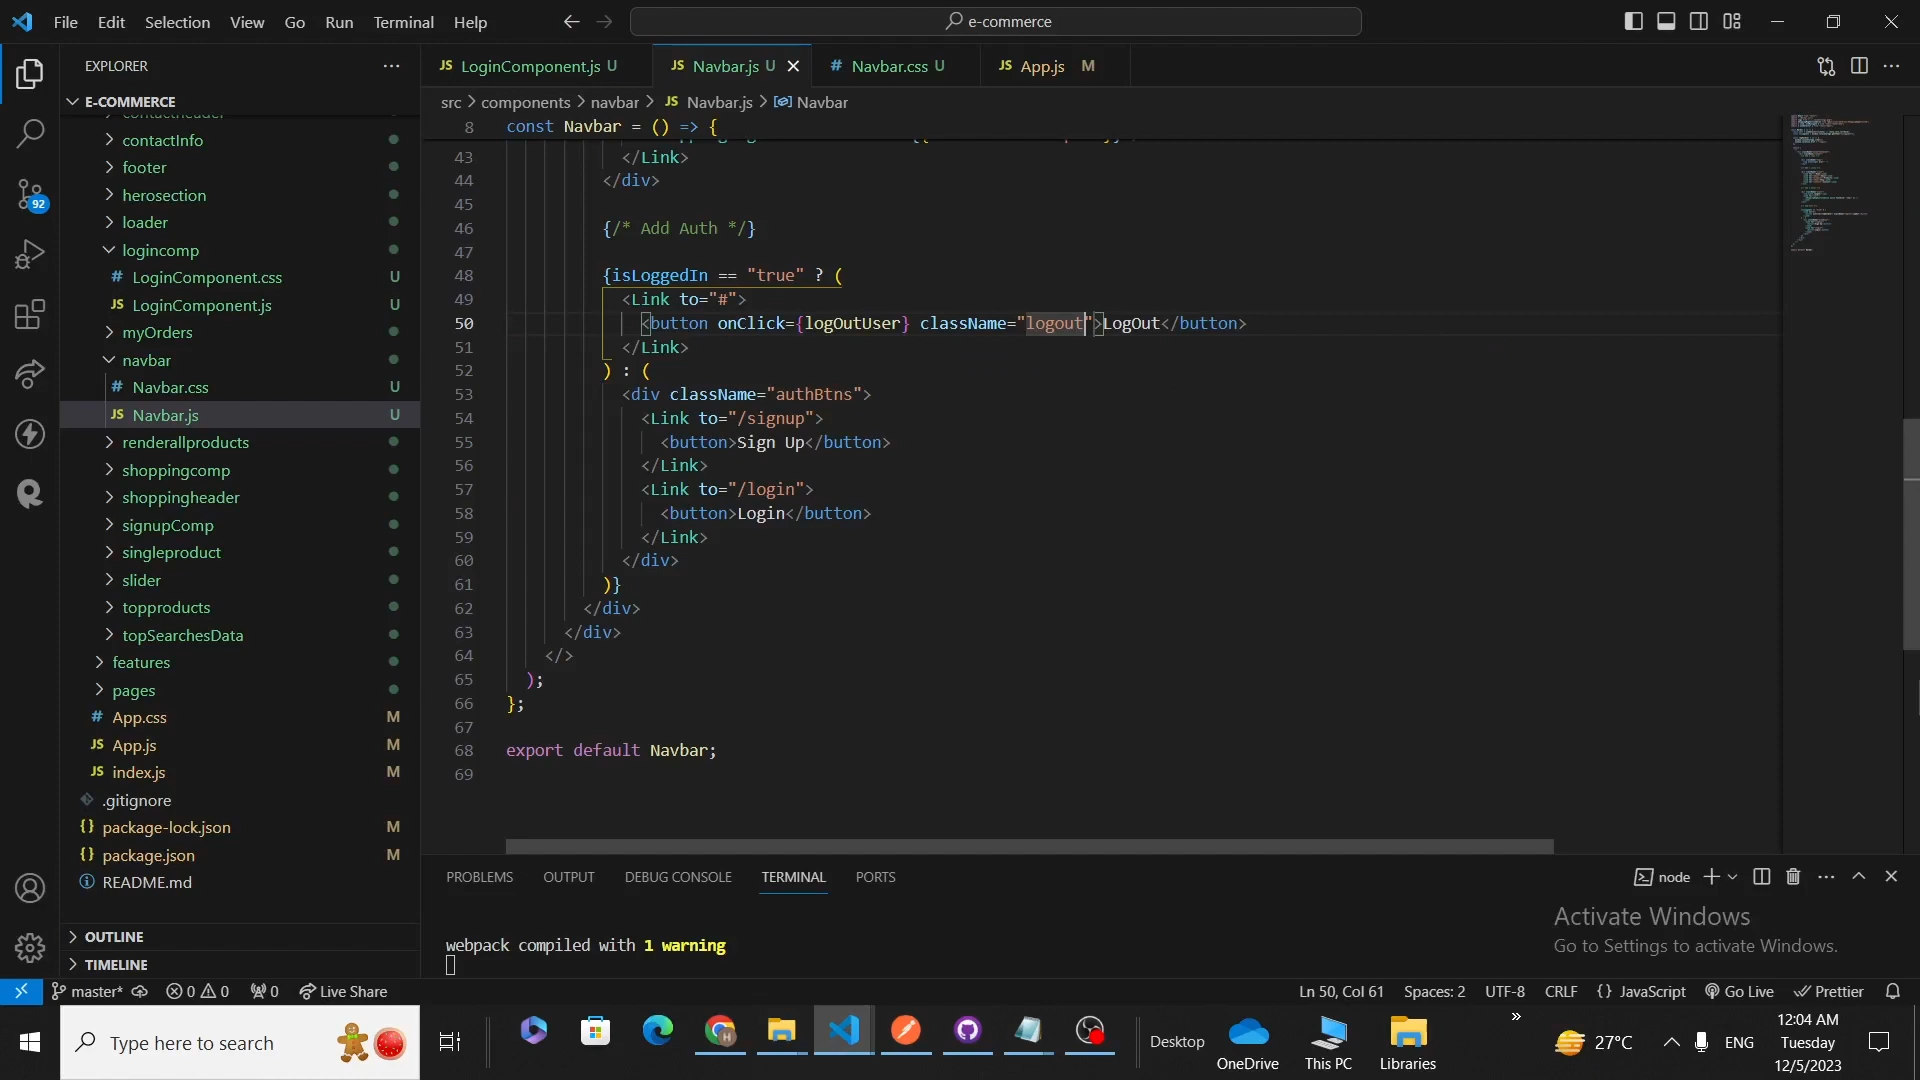 File Edit Selection View Go Run Terminal Help
e-commerce
EXPLORER
E-COMMERCE
contactheader
contactInfo
footer
herosection
loader
logincomp
LoginComponent.css U
LoginComponent.js U
myOrders
navbar
Navbar.css U
Navbar.js U
renderallproducts
shoppingcomp
shoppingheader
signupComp
singleproduct
slider
topproducts
topSearchesData
features
pages
App.css M
App.js M
index.js M
.gitignore
package-lock.json M
package.json M
README.md
OUTLINE
TIMELINE
92
LoginComponent.js U
Navbar.js U
Navbar.css U
App.js M
src > components > navbar > JS Navbar.js > Navbar
8 const Navbar = () => {
43 </Link>
44 </div>
45
46 {/* Add Auth */}
47
48 {isLoggedIn == "true" ? (
49 <Link to="#">
50 <button onClick={logOutUser} className="logout">LogOut</button>
51 </Link>
52 ) : (
53 <div className="authBtns">
54 <Link to="/signup">
55 <button>Sign Up</button>
56 </Link>
57 <Link to="/login">
58 <button>Login</button>
59 </Link>
60 </div>
61 )}
62 </div>
63 </div>
64 </>
65 );
66 };
67
68 export default Navbar;
69
PROBLEMS OUTPUT DEBUG CONSOLE TERMINAL PORTS
node
webpack compiled with 1 warning
Activate Windows
Go to Settings to activate Windows.
master* 0 0 0 Live Share
Ln 50, Col 61 Spaces: 2 UTF-8 CRLF {} JavaScript Go Live Prettier
Type here to search
Desktop
OneDrive
This PC
Libraries
27°C
ENG
12:04 AM
Tuesday
12/5/2023